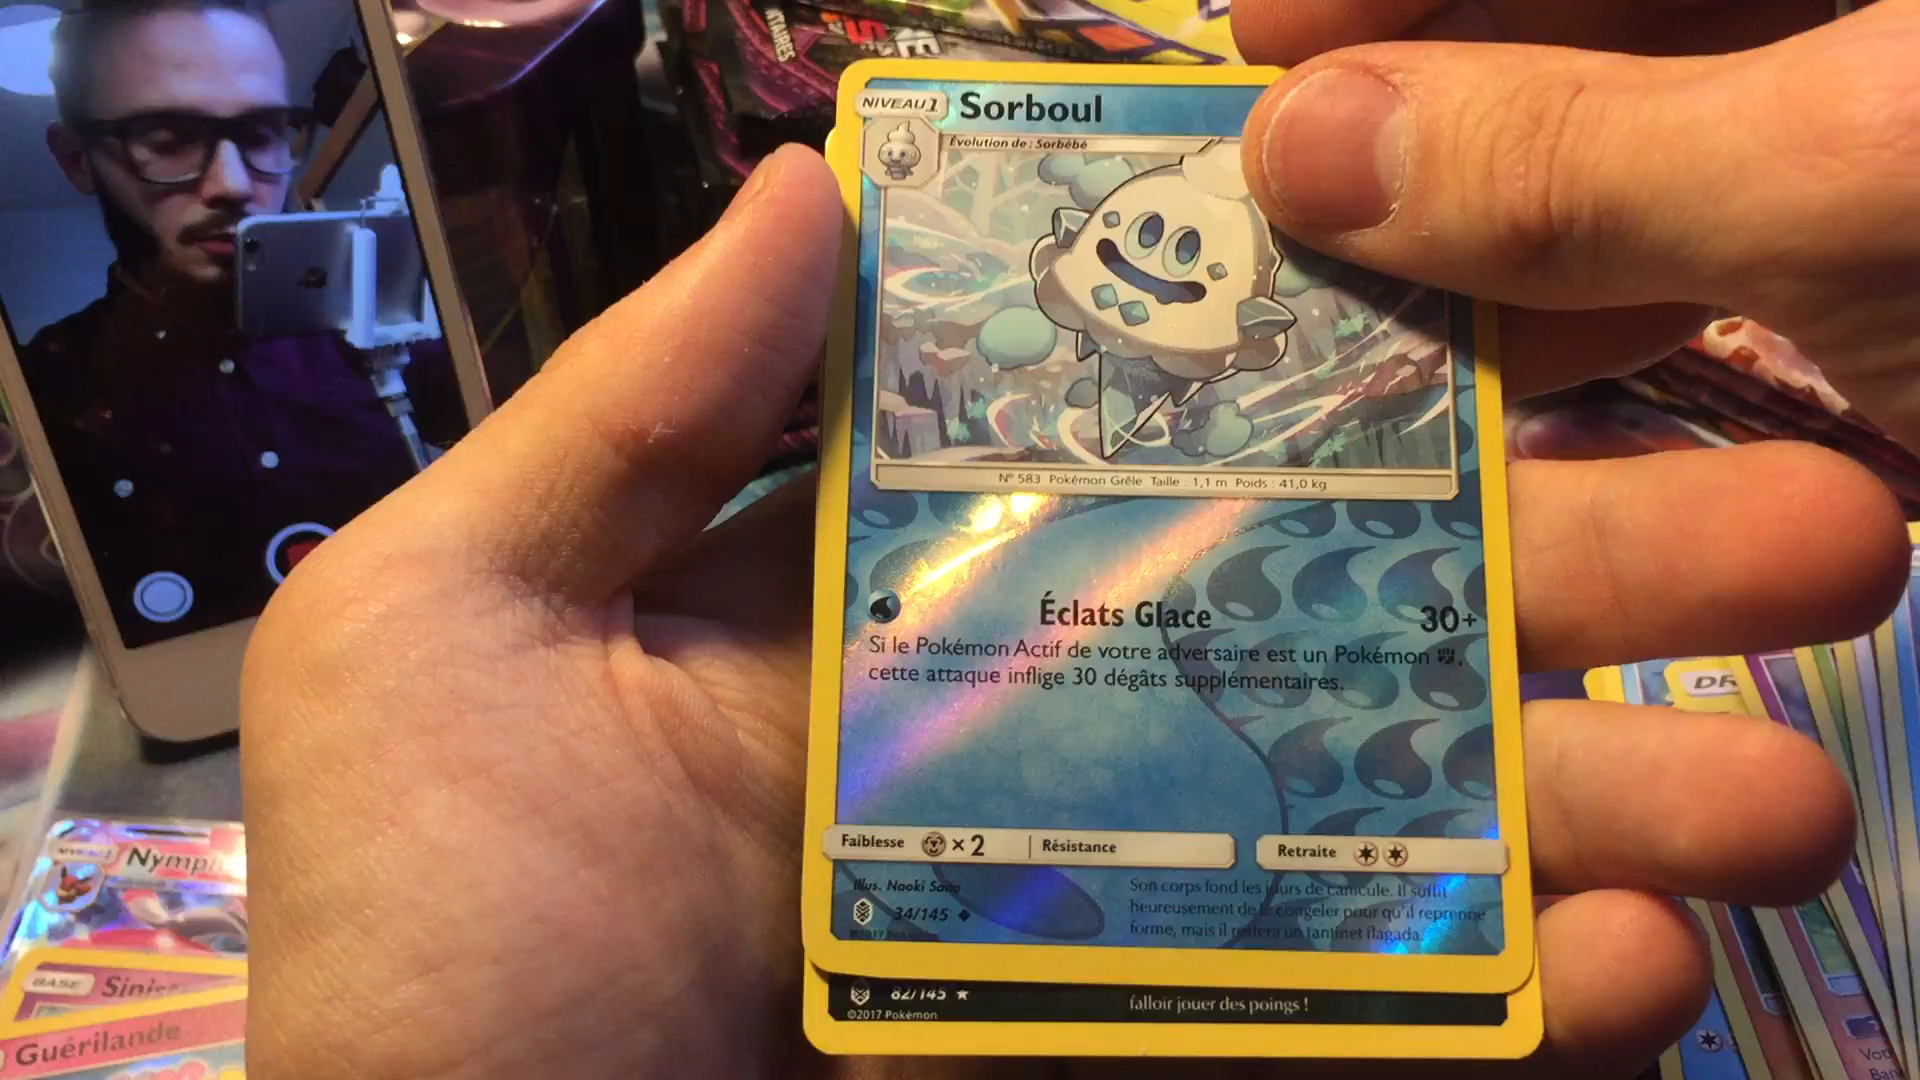 NIVEAU 1 Sorboul
Évolution de : Sorbébé
N° 583 Pokémon Grêle Taille : 1,1 m Poids : 41,0 kg
Éclats Glace 30+
Si le Pokémon Actif de votre adversaire est un Pokémon ,
cette attaque inflige 30 dégâts supplémentaires.
Faiblesse ×2 Résistance Retraite
Illus. Naoki Saito
34/145
Son corps fond les jours de canicule. Il suffit
heureusement de le congeler pour qu'il reprenne
forme, mais il restera un tantinet flagada.
©2017 Pokémon
82/145
©2017 Pokémon
falloir jouer des poings !
NIVEAU 1
BASE
Guérilande
DR